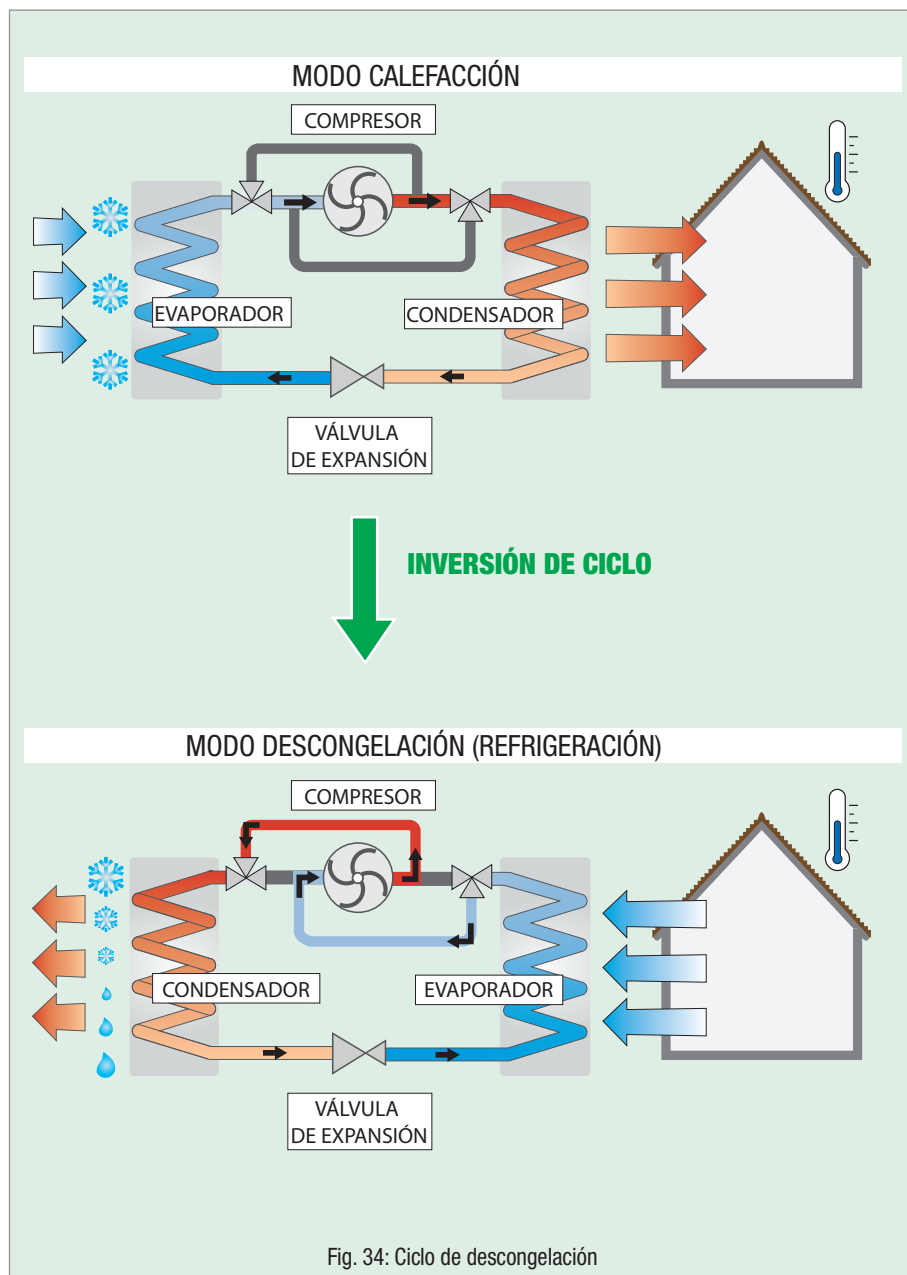 MODO CALEFACCIÓN
COMPRESOR
EVAPORADOR
CONDENSADOR
VÁLVULA
DE EXPANSIÓN
INVERSIÓN DE CICLO
MODO DESCONGELACIÓN (REFRIGERACIÓN)
COMPRESOR
CONDENSADOR
EVAPORADOR
VÁLVULA
DE EXPANSIÓN
Fig. 34: Ciclo de descongelación